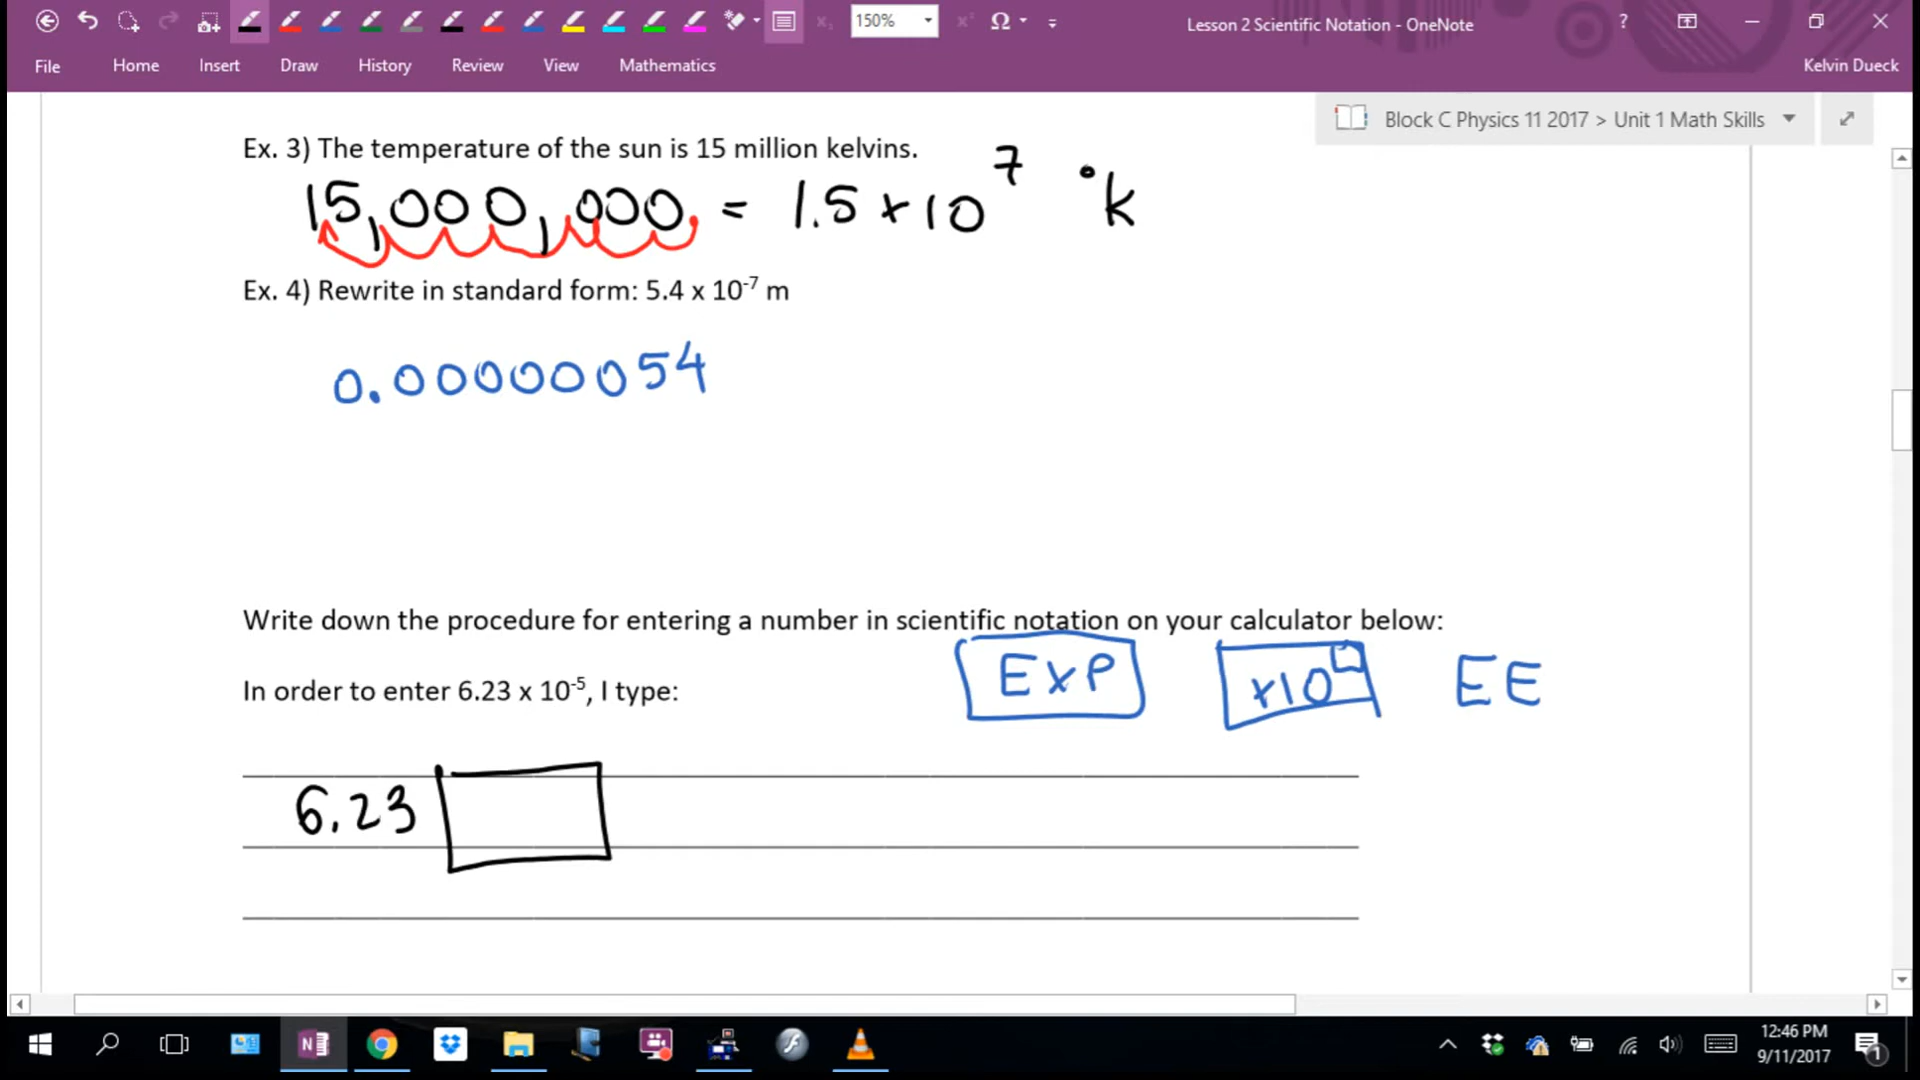 150% Lesson 2 Scientific Notation - OneNote ?
File Home Insert Draw History Review View Mathematics Kelvin Dueck
Block C Physics 11 2017 > Unit 1 Math Skills
Ex. 3) The temperature of the sun is 15 million kelvins.
15,000,000 = 1.5 x 10⁷ °K
Ex. 4) Rewrite in standard form: 5.4 x 10⁻⁷ m
0.00000054
Write down the procedure for entering a number in scientific notation on your calculator below:
EXP x10□ EE
In order to enter 6.23 x 10⁻⁵, I type:
6.23
12:46 PM
9/11/2017